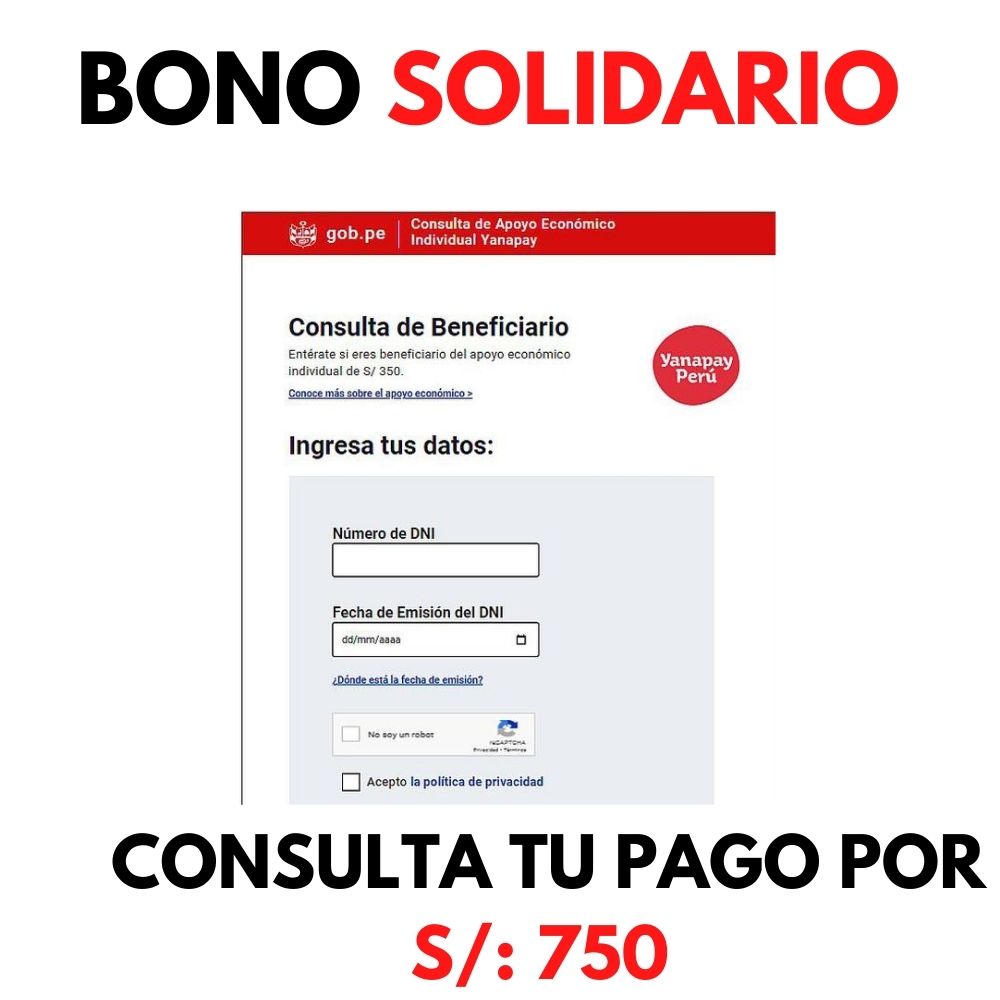 BONO SOLIDARIO
gob.pe
Consulta de Apoyo Económico
Individual Yanapay
Consulta de Beneficiario
Entérate si eres beneficiario del apoyo económico
individual de S/ 350.
Conoce más sobre el apoyo económico >
Yanapay
Perú
Ingresa tus datos:
Número de DNI
Fecha de Emisión del DNI
dd/mm/aaaa
¿Dónde está la fecha de emisión?
No soy un robot
reCAPTCHA
Privacidad • Términos
Acepto la política de privacidad
CONSULTA TU PAGO POR
S/: 750